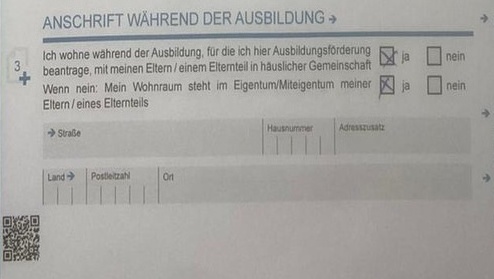 ANSCHRIFT WÄHREND DER AUSBILDUNG →
3
Ich wohne während der Ausbildung, für die ich hier Ausbildungsförderung
beantrage, mit meinen Eltern / einem Elternteil in häuslicher Gemeinschaft
ja nein
Wenn nein: Mein Wohnraum steht im Eigentum/Miteigentum meiner
Eltern / eines Elternteils
ja nein
→ Straße Hausnummer Adresszusatz
Land → Postleitzahl Ort